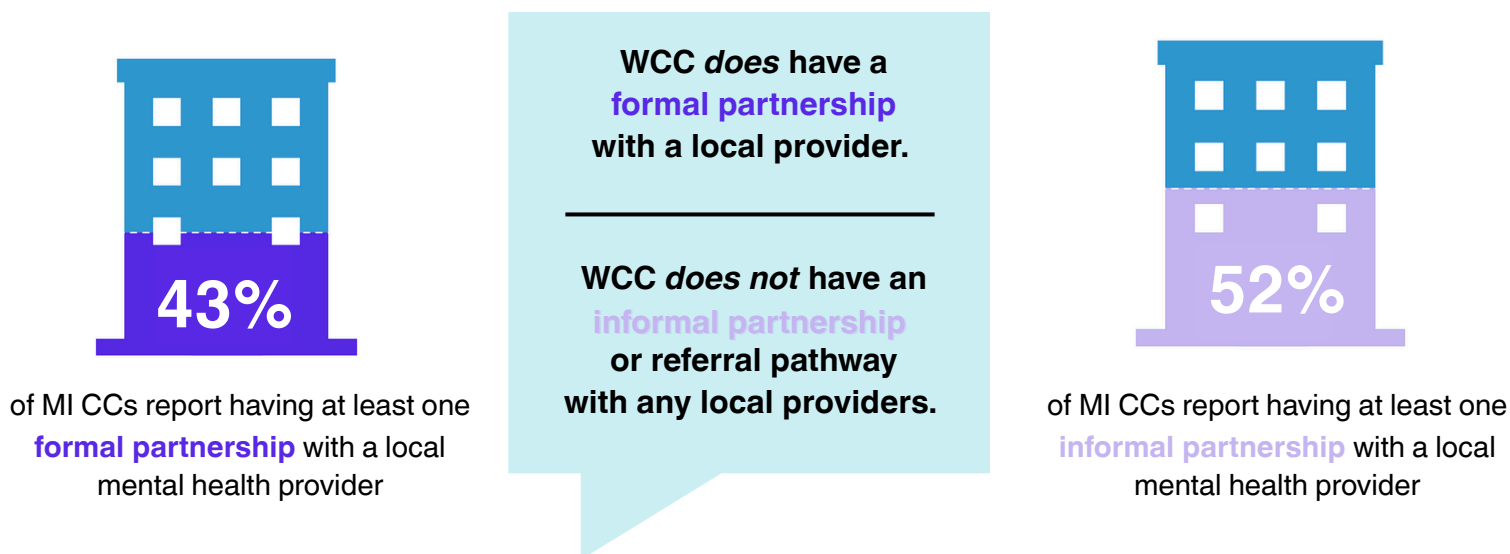 43%
of MI CCs report having at least one
formal partnership with a local
mental health provider
WCC does have a
formal partnership
with a local provider.
WCC does not have an
informal partnership
or referral pathway
with any local providers.
52%
of MI CCs report having at least one
informal partnership with a local
mental health provider